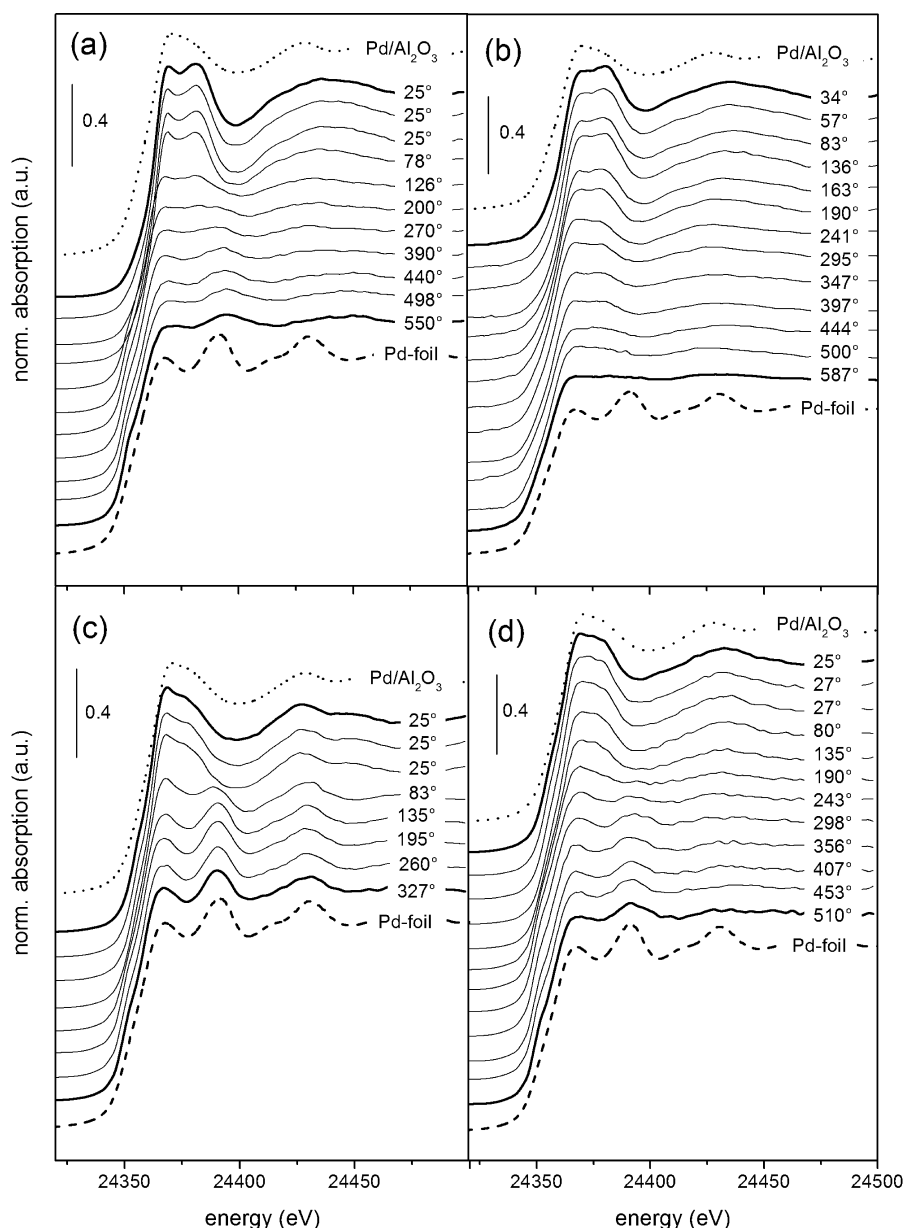 (a)
Pd/Al₂O₃
0.4
25°
25°
25°
78°
126°
200°
270°
390°
440°
498°
550°
Pd-foil
(b)
Pd/Al₂O₃
0.4
34°
57°
83°
136°
163°
190°
241°
295°
347°
397°
444°
500°
587°
Pd-foil
norm. absorption (a.u.)
(c)
Pd/Al₂O₃
0.4
25°
25°
25°
83°
135°
195°
260°
327°
Pd-foil
(d)
Pd/Al₂O₃
0.4
25°
27°
27°
80°
135°
190°
243°
298°
356°
407°
453°
510°
Pd-foil
norm. absorption (a.u.)
24350 24400 24450
24350 24400 24450 24500
energy (eV)
energy (eV)